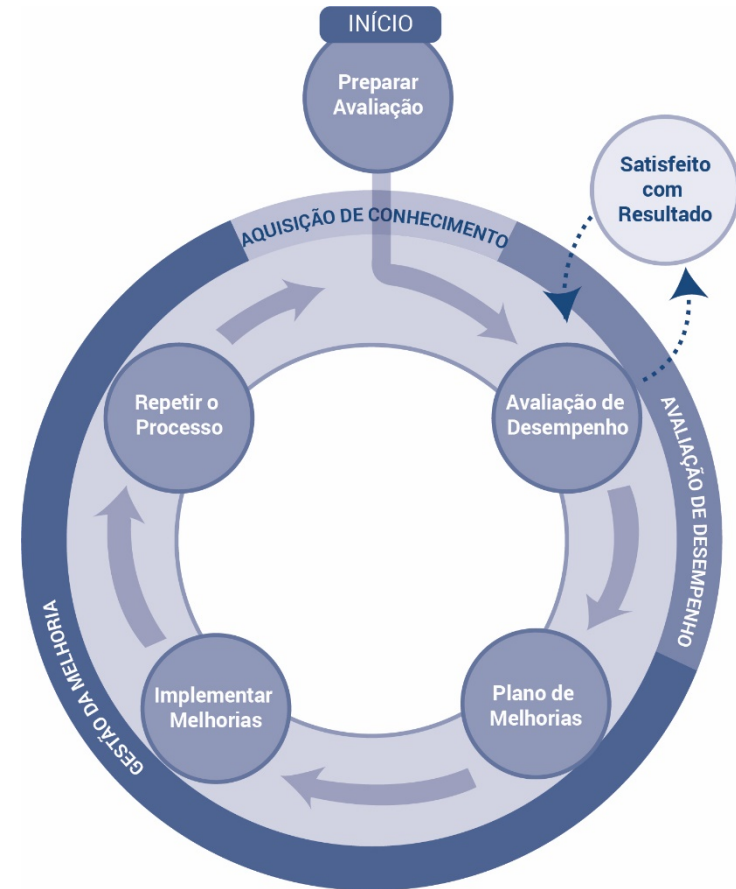 INÍCIO
Preparar
Avaliação
Satisfeito
com
Resultado
AQUISIÇÃO DE CONHECIMENTO
Repetir o
Processo
Avaliação de
Desempenho
AVALIAÇÃO DE DESEMPENHO
GESTÃO DA MELHORIA
Implementar
Melhorias
Plano de
Melhorias